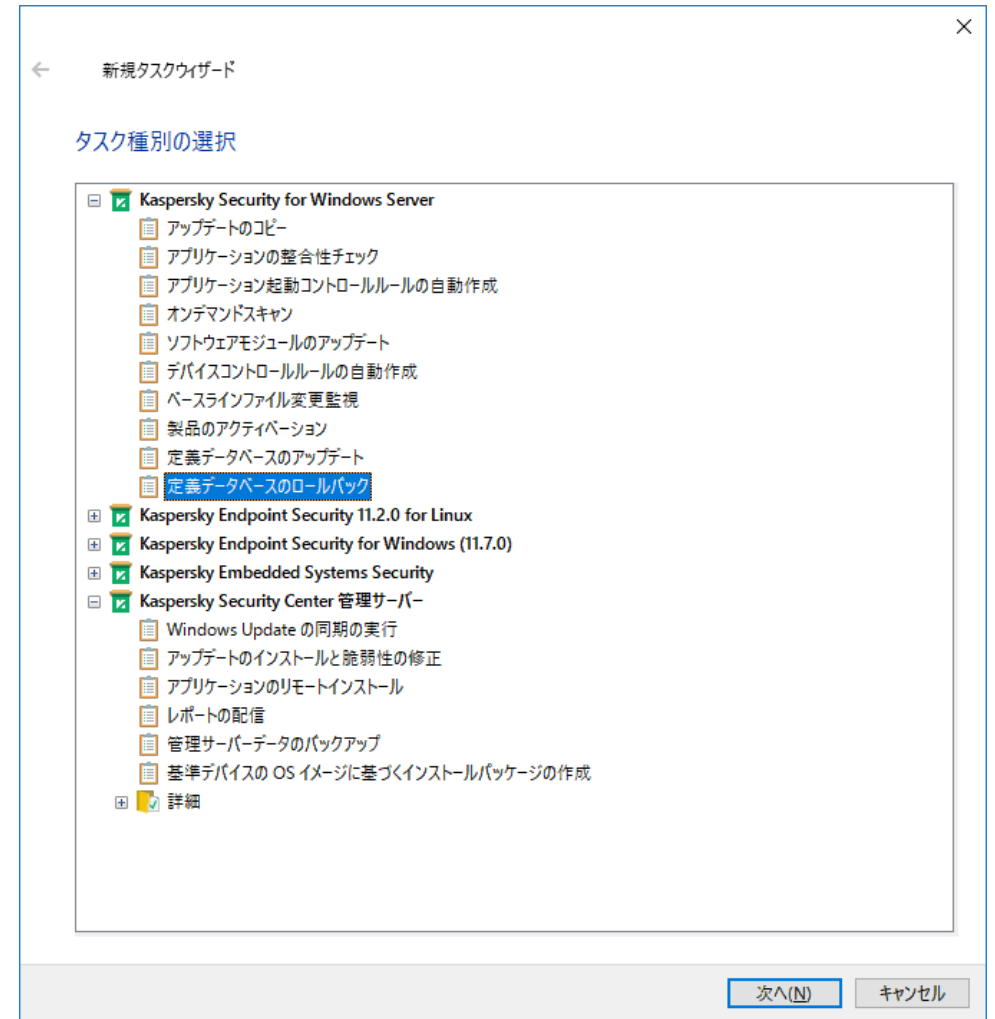 新規タスクウィザード
タスク種別の選択
Kaspersky Security for Windows Server
アップデートのコピー
アプリケーションの整合性チェック
アプリケーション起動コントロールルールの自動作成
オンデマンドスキャン
ソフトウェアモジュールのアップデート
デバイスコントロールルールの自動作成
ベースラインファイル変更監視
製品のアクティベーション
定義データベースのアップデート
定義データベースのロールバック
Kaspersky Endpoint Security 11.2.0 for Linux
Kaspersky Endpoint Security for Windows (11.7.0)
Kaspersky Embedded Systems Security
Kaspersky Security Center 管理サーバー
Windows Update の同期の実行
アップデートのインストールと脆弱性の修正
アプリケーションのリモートインストール
レポートの配信
管理サーバーデータのバックアップ
基準デバイスの OS イメージに基づくインストールパッケージの作成
詳細
次へ(N) キャンセル